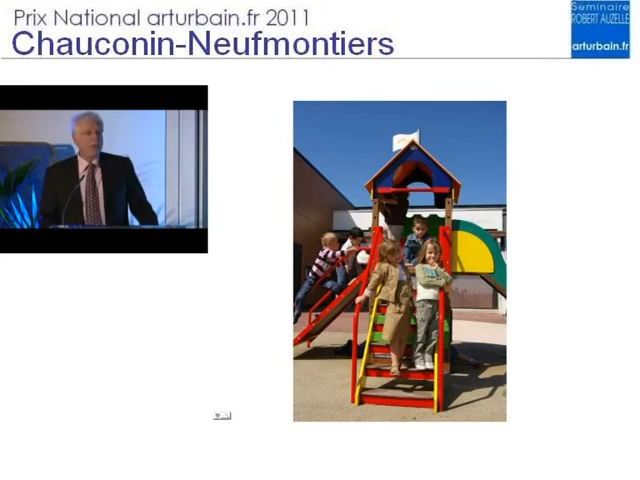 Prix National arturbain.fr 2011
Chauconin-Neufmontiers
Séminaire
ROBERT AUZELLE
arturbain.fr